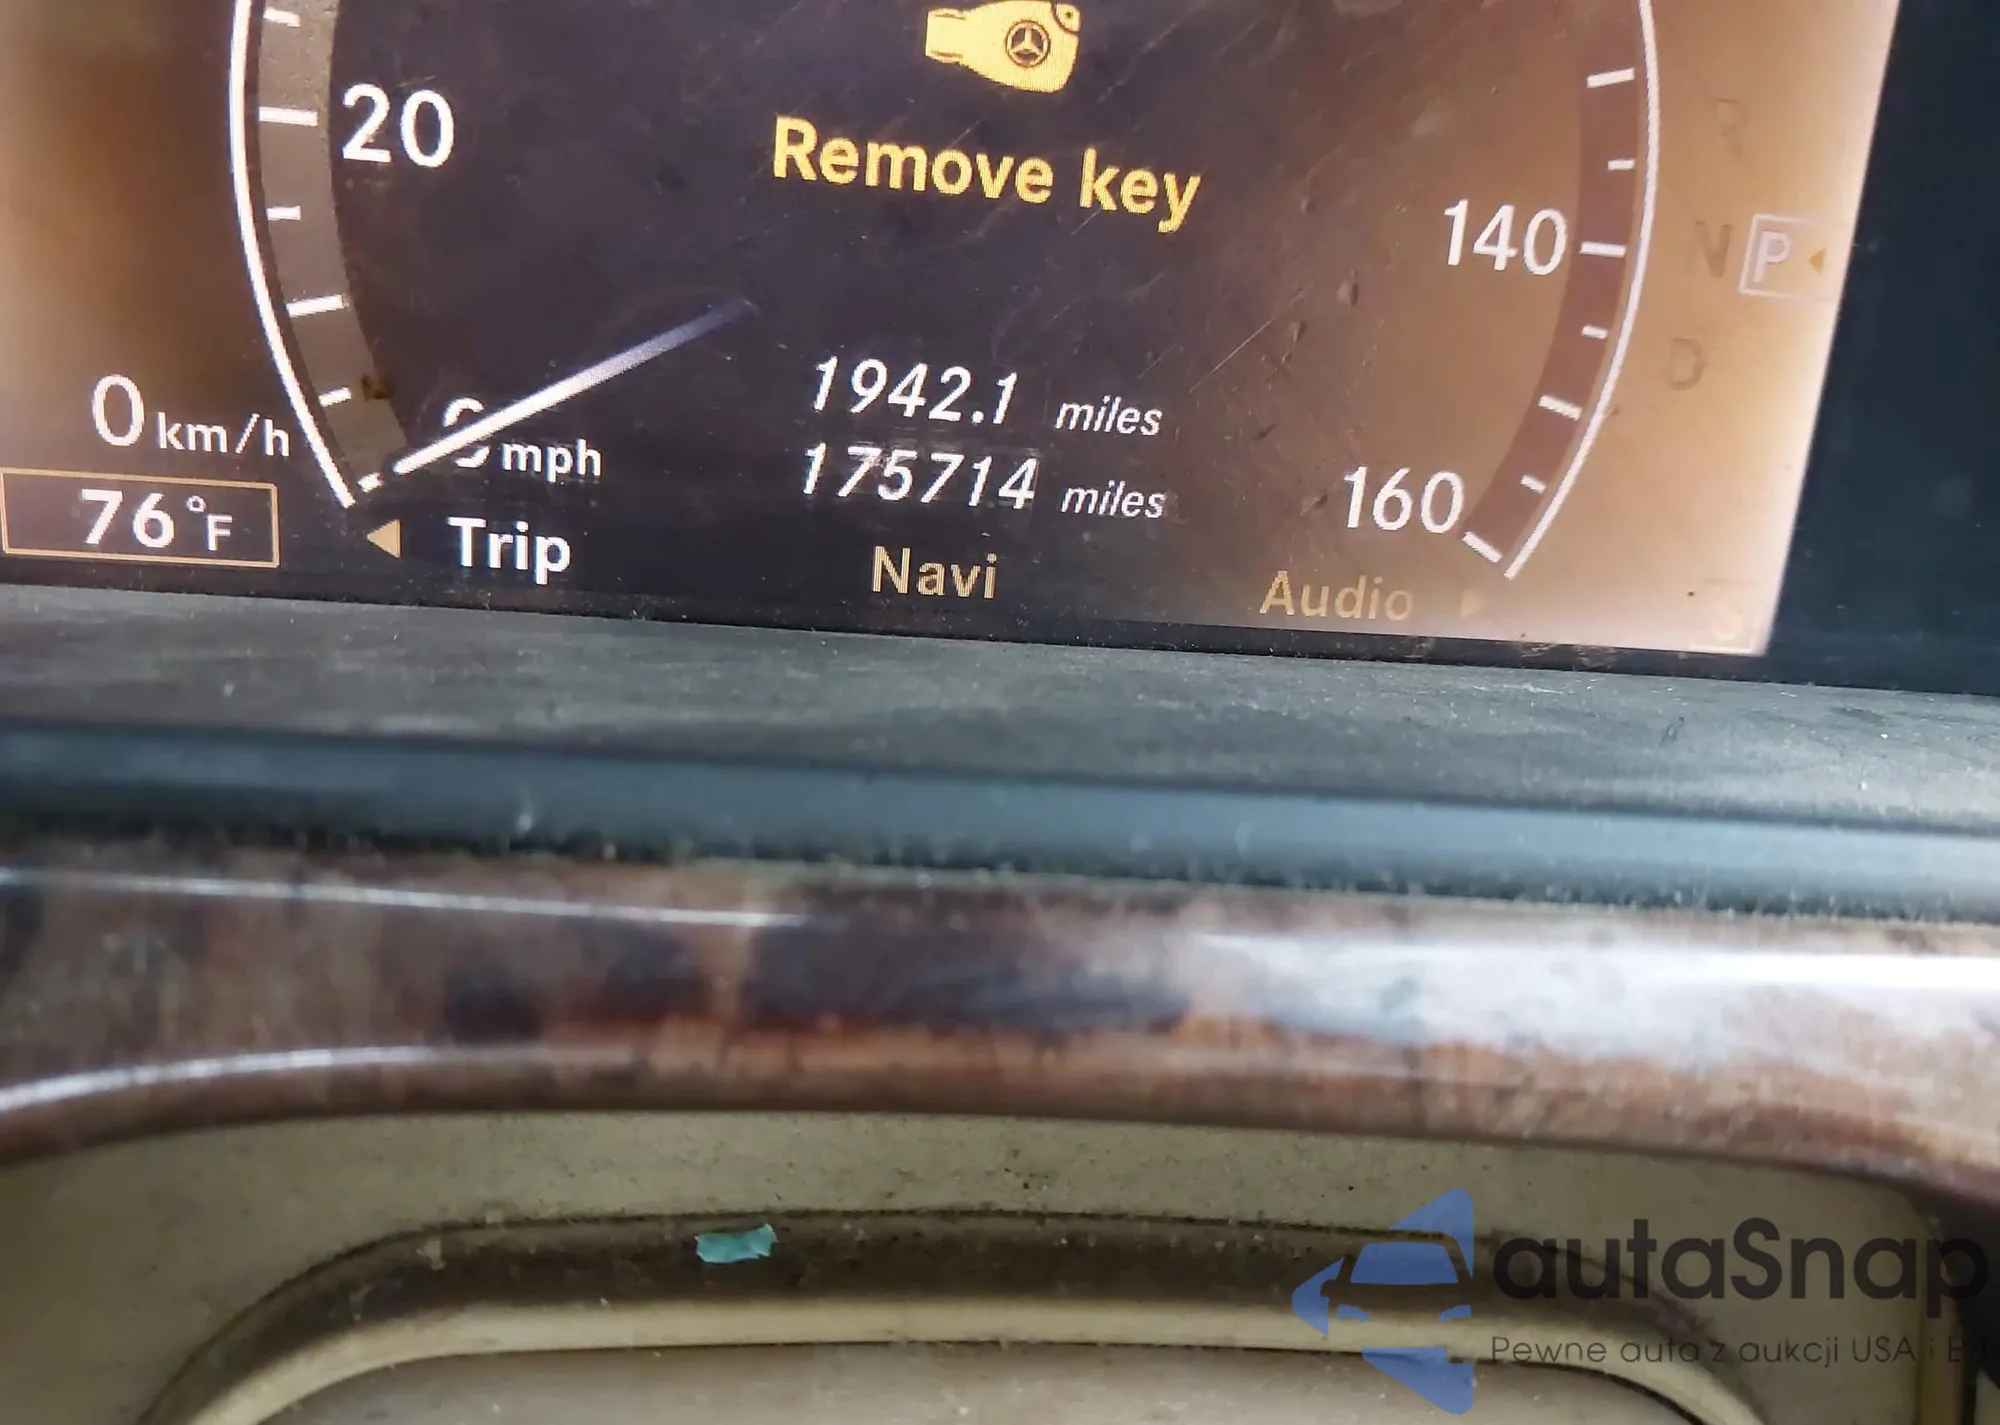 20
Remove key
140
R
N P
D
1942.1 miles
0 km/h
0 mph
175714 miles
160
76 °F
Trip Navi Audio
S
autaSnap
Pewne auta z aukcji USA i E